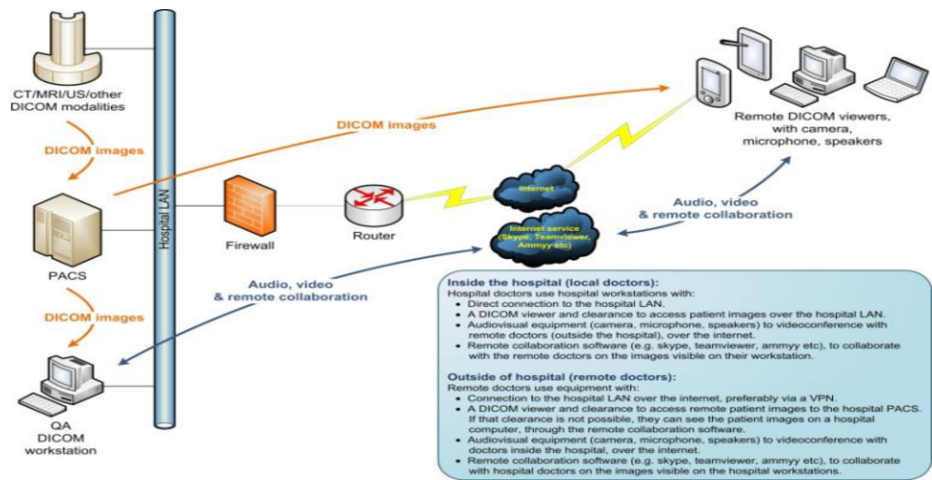 CT/MRI/US/other
DICOM modalities
DICOM images
PACS
DICOM images
QA
DICOM
workstation
Hospital LAN
Firewall
Router
DICOM images
Internet
Internet service
(Skype, Teamviewer,
Ammyy etc)
Audio, video
& remote collaboration
Remote DICOM viewers,
with camera,
microphone, speakers
Audio, video
& remote collaboration
Inside the hospital (local doctors):
Hospital doctors use hospital workstations with:
• Direct connection to the hospital LAN.
• A DICOM viewer and clearance to access patient images over the hospital LAN.
• Audiovisual equipment (camera, microphone, speakers) to videoconference with
remote doctors (outside the hospital), over the internet.
• Remote collaboration software (e.g. skype, teamviewer, ammyy etc), to collaborate
with the remote doctors on the images visible on their workstation.
Outside of hospital (remote doctors):
Remote doctors use equipment with:
• Connection to the hospital LAN over the internet, preferably via a VPN.
• A DICOM viewer and clearance to access remote patient images to the hospital PACS.
If that clearance is not possible, they can see the patient images on a hospital
computer, through the remote collaboration software.
• Audiovisual equipment (camera, microphone, speakers) to videoconference with
doctors inside the hospital, over the internet.
• Remote collaboration software (e.g. skype, teamviewer, ammyy etc), to collaborate
with hospital doctors on the images visible on the hospital workstations.